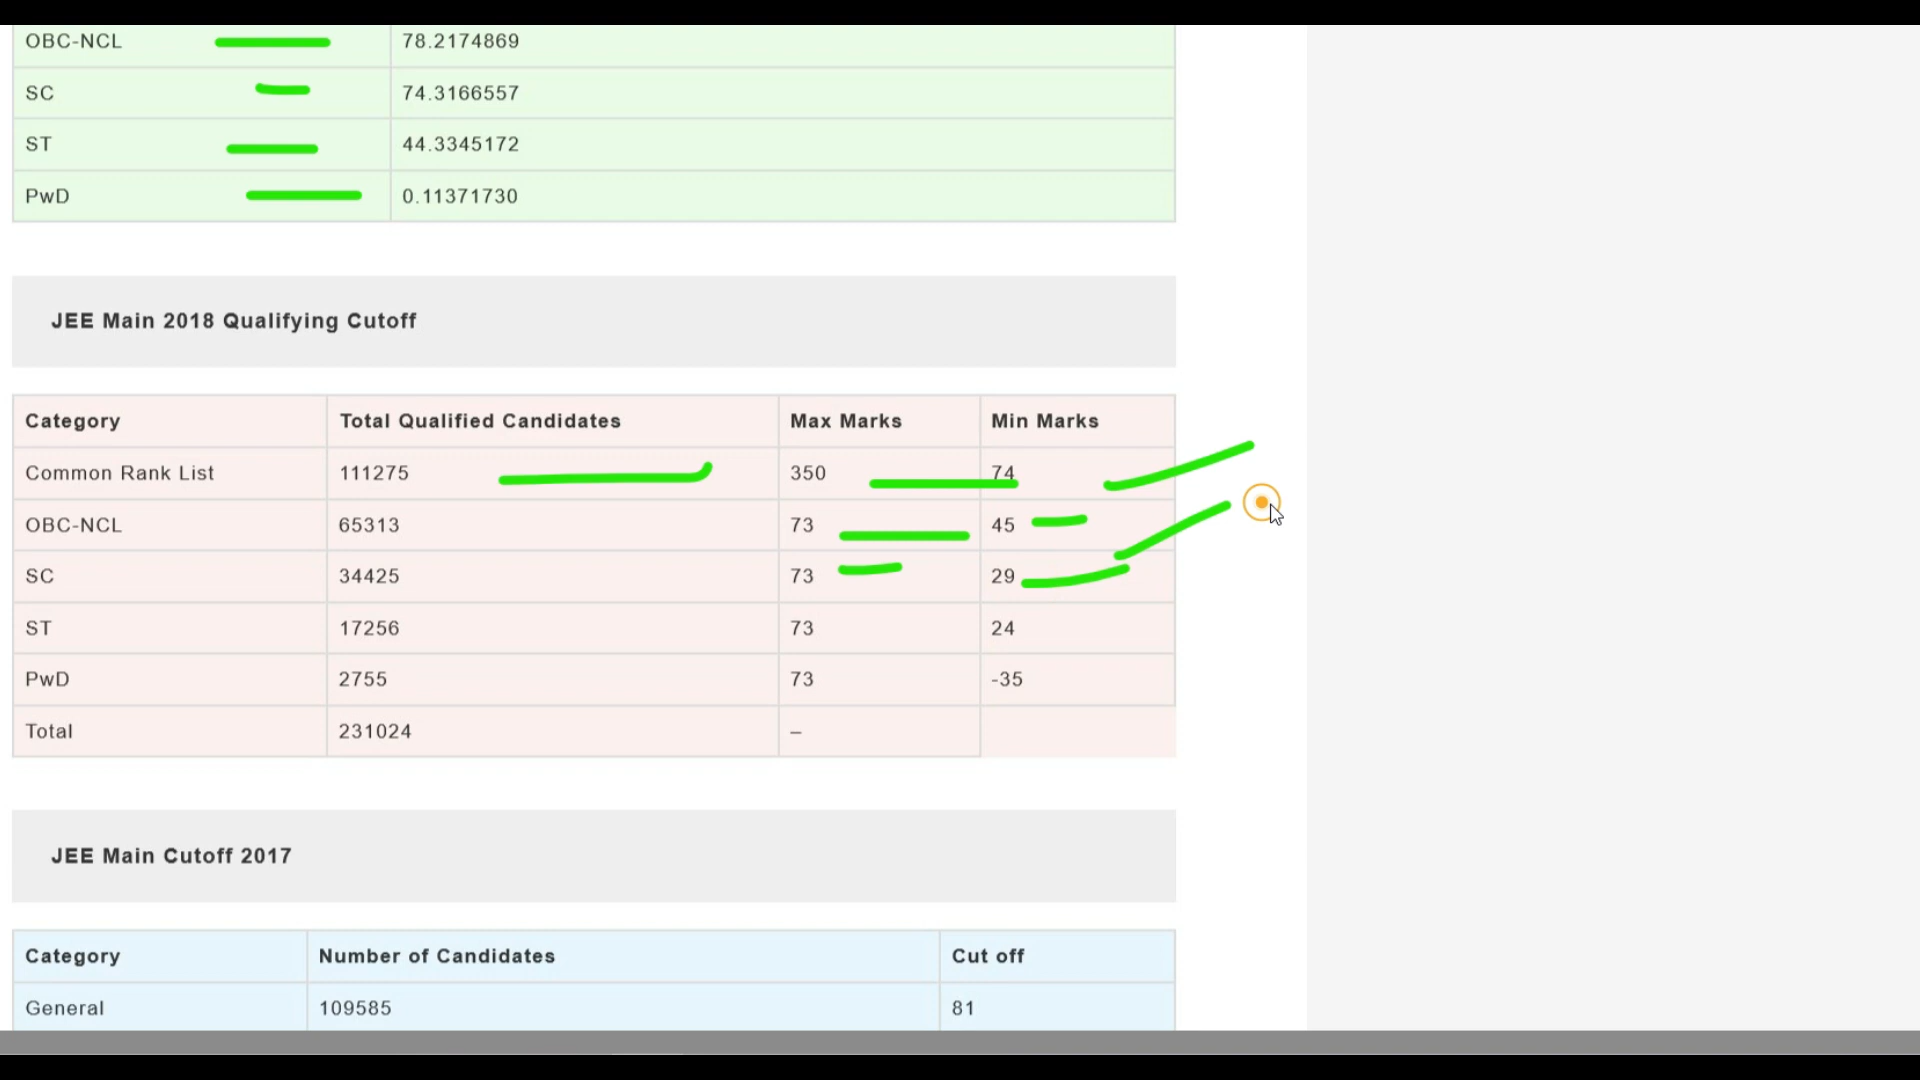 OBC-NCL 78.2174869
SC 74.3166557
ST 44.3345172
PwD 0.11371730
JEE Main 2018 Qualifying Cutoff
Category Total Qualified Candidates Max Marks Min Marks
Common Rank List 111275 350 74
OBC-NCL 65313 73 45
SC 34425 73 29
ST 17256 73 24
PwD 2755 73 -35
Total 231024 –
JEE Main Cutoff 2017
Category Number of Candidates Cut off
General 109585 81